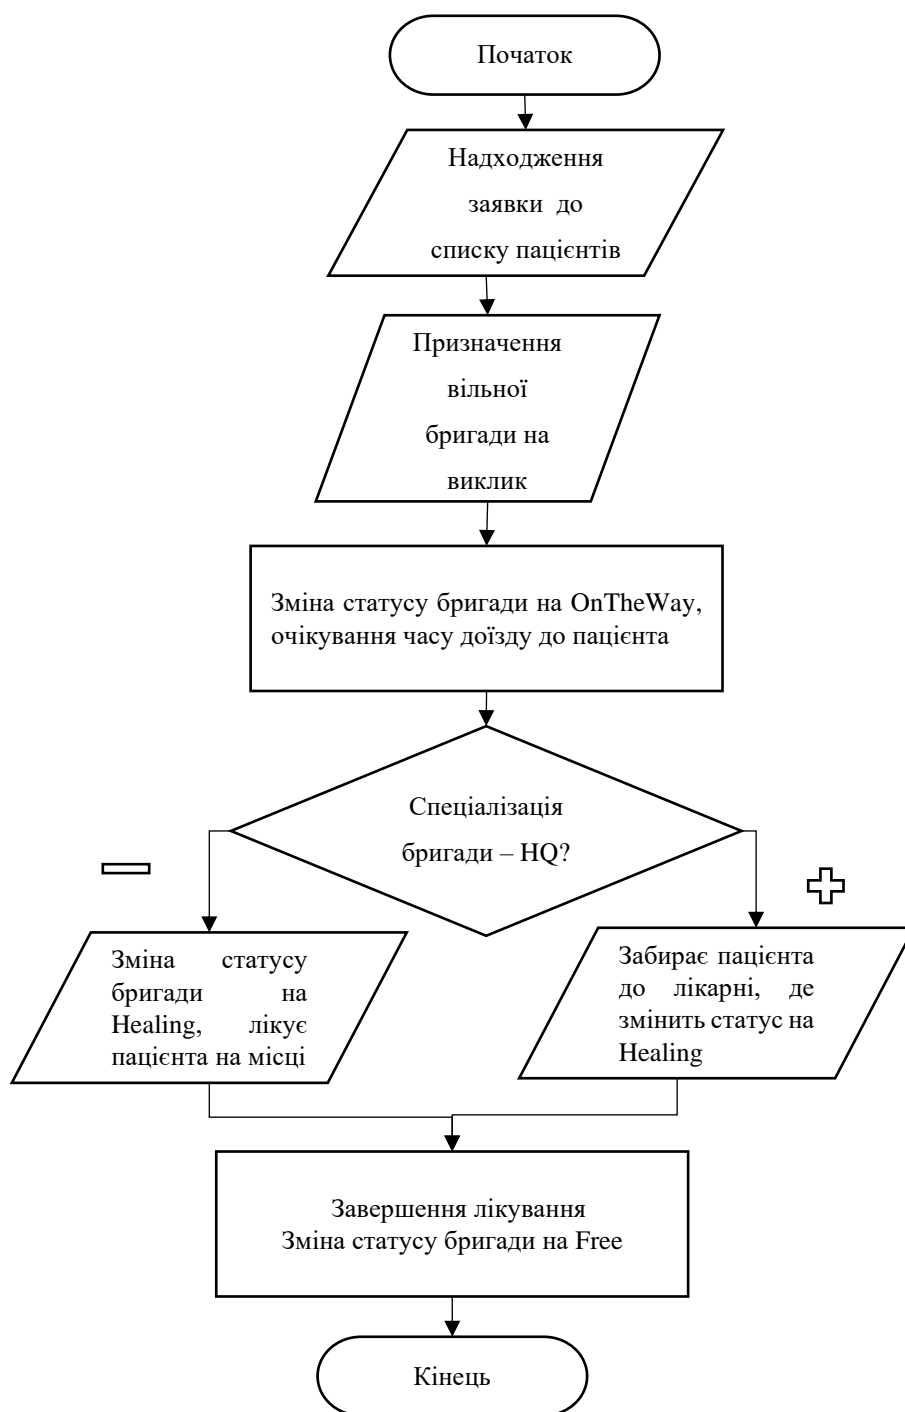 Початок
Надходження
заявки до
списку пацієнтів
Призначення
вільної
бригади на
виклик
Зміна статусу бригади на OnTheWay,
очікування часу доїзду до пацієнта
Спеціалізація
бригади – HQ?
Зміна статусу
бригади на
Healing, лікує
пацієнта на місці
Забирає пацієнта
до лікарні, де
змінить статус на
Healing
Завершення лікування
Зміна статусу бригади на Free
Кінець